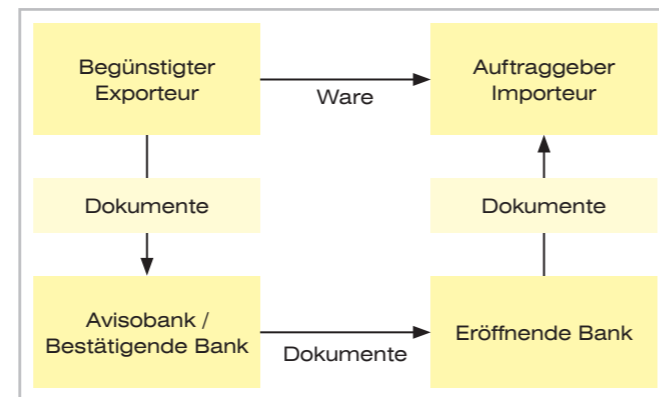 Begünstigter
Exporteur
Ware
Auftraggeber
Importeur
Dokumente
Dokumente
Avisobank /
Bestätigende Bank
Dokumente
Eröffnende Bank